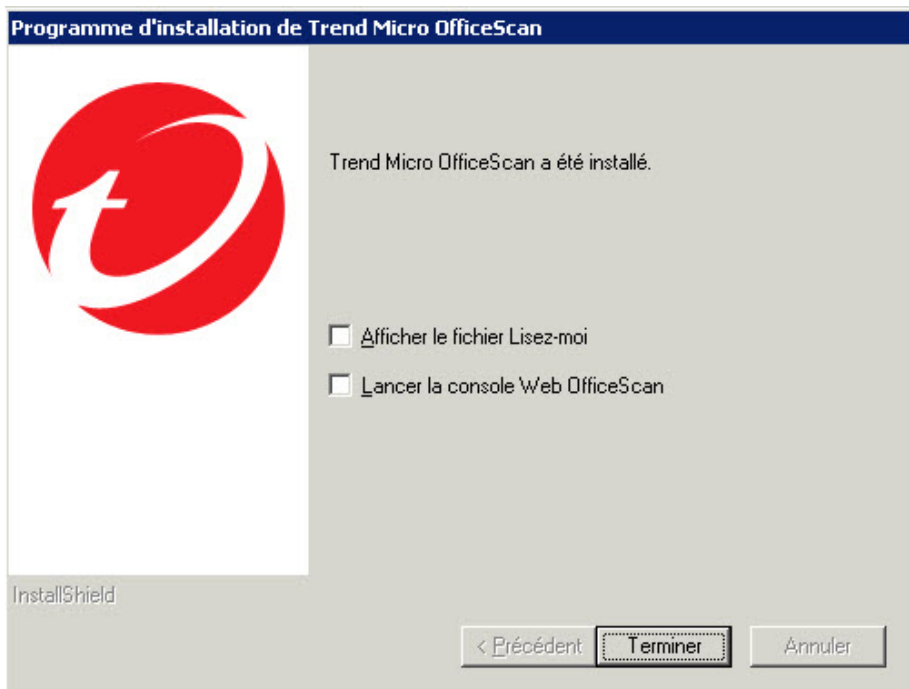 Programme d'installation de Trend Micro OfficeScan
Trend Micro OfficeScan a été installé.
Afficher le fichier Lisez-moi
Lancer la console Web OfficeScan
InstallShield
< Précédent
Terminer
Annuler